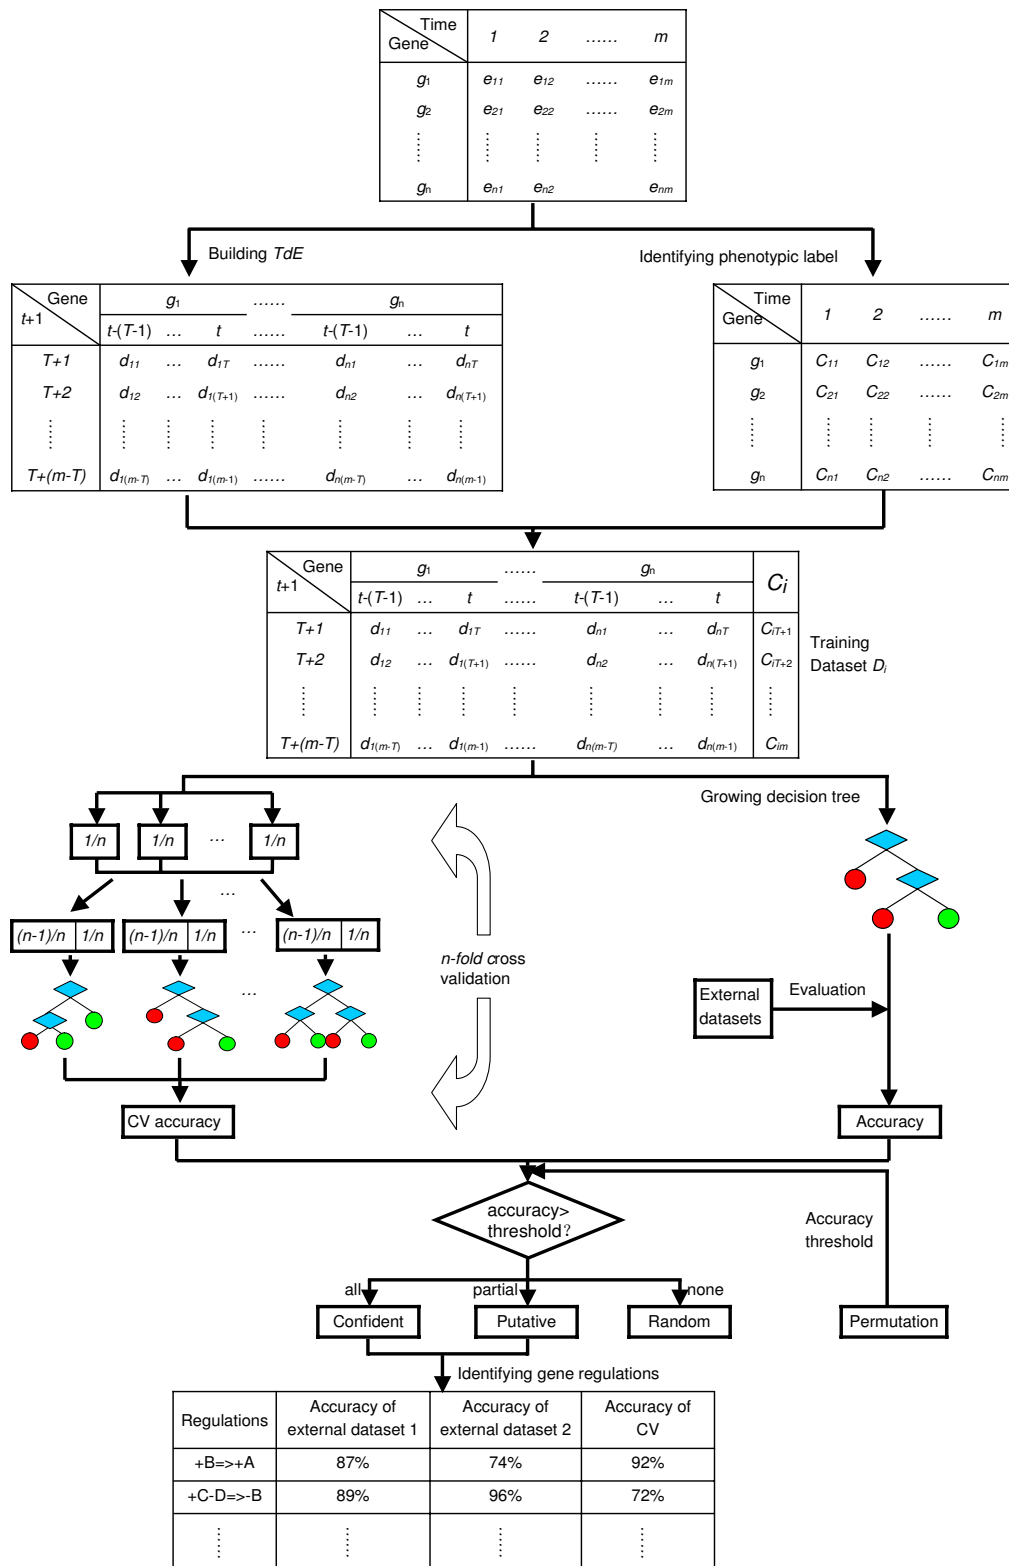 Time
Gene 1 2 ...... m
g1 e11 e12 ...... e1m
g2 e21 e22 ...... e2m
gn en1 en2 enm
Building TdE
Identifying phenotypic label
Gene g1 ...... gn
t+1 t-(T-1) ... t ...... t-(T-1) ... t
T+1 d11 ... d1T ...... dn1 ... dnT
T+2 d12 ... d1(T+1) ...... dn2 ... dn(T+1)
T+(m-T) d1(m-T) ... d1(m-1) ...... dn(m-T) ... dn(m-1)
Time
Gene 1 2 ...... m
g1 C11 C12 ...... C1m
g2 C21 C22 ...... C2m
gn Cn1 Cn2 ...... Cnm
Gene g1 ...... gn Ci
t+1 t-(T-1) ... t ...... t-(T-1) ... t
T+1 d11 ... d1T ...... dn1 ... dnT CiT+1
T+2 d12 ... d1(T+1) ...... dn2 ... dn(T+1) CiT+2
T+(m-T) d1(m-T) ... d1(m-1) ...... dn(m-T) ... dn(m-1) Cim
Training
Dataset Di
Growing decision tree
1/n 1/n ... 1/n
...
(n-1)/n 1/n (n-1)/n 1/n ... (n-1)/n 1/n
...
n-fold cross
validation
External
datasets
Evaluation
CV accuracy
Accuracy
accuracy>
threshold?
Accuracy
threshold
all partial none
Confident Putative Random Permutation
Identifying gene regulations
Regulations Accuracy of external dataset 1 Accuracy of external dataset 2 Accuracy of CV
+B=>+A 87% 74% 92%
+C-D=>-B 89% 96% 72%